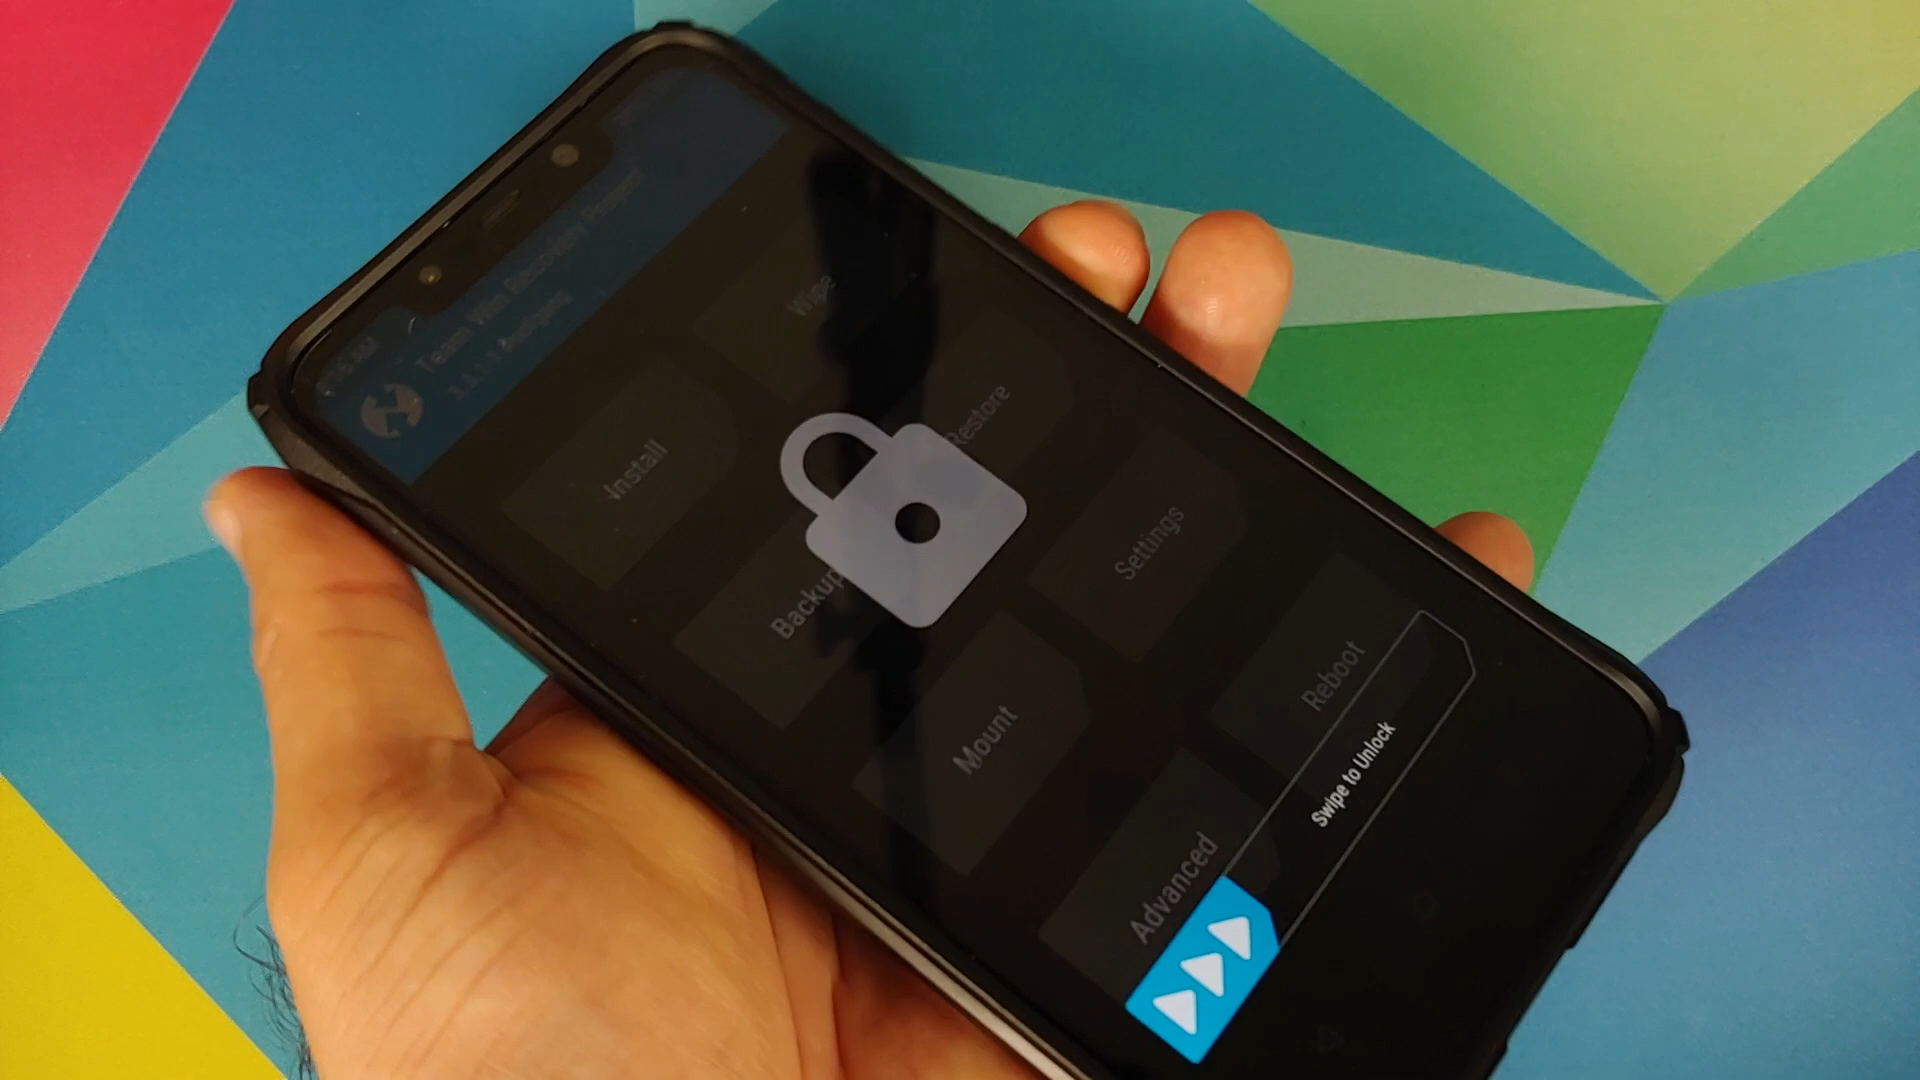 Team Win Recovery Project
Install
Wipe
Backup
Restore
Mount
Settings
Advanced
Reboot
Swipe to Unlock